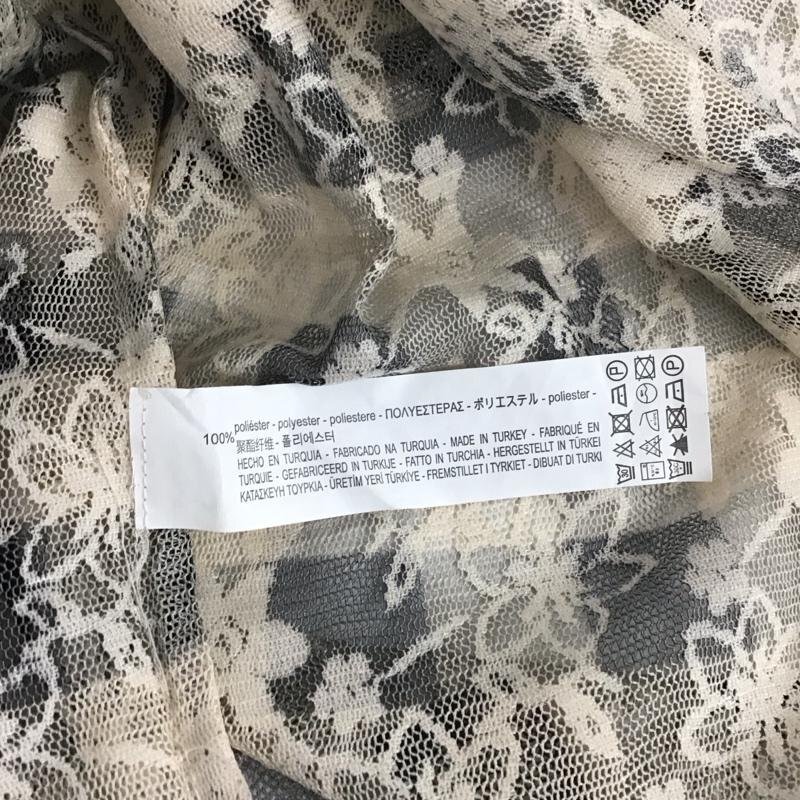 100% poliéster - polyester - poliestere - ΠΟΛΥΕΣΤΕΡΑΣ - ポリエステル - poliester -
聚酯纤维 - 폴리에스터
HECHO EN TURQUIA - FABRICADO NA TURQUIA - MADE IN TURKEY - FABRIQUÉ EN
TURQUIE - GEFABRICEERD IN TURKIJE - FATTO IN TURCHIA - HERGESTELLT IN TÜRKEI
ΚΑΤΑΣΚΕΥΗ ΤΟΥΡΚΙΑ - ÜRETİM YERİ TÜRKİYE - FREMSTILLET I TYRKIET - DIBUAT DI TURKI
P
P